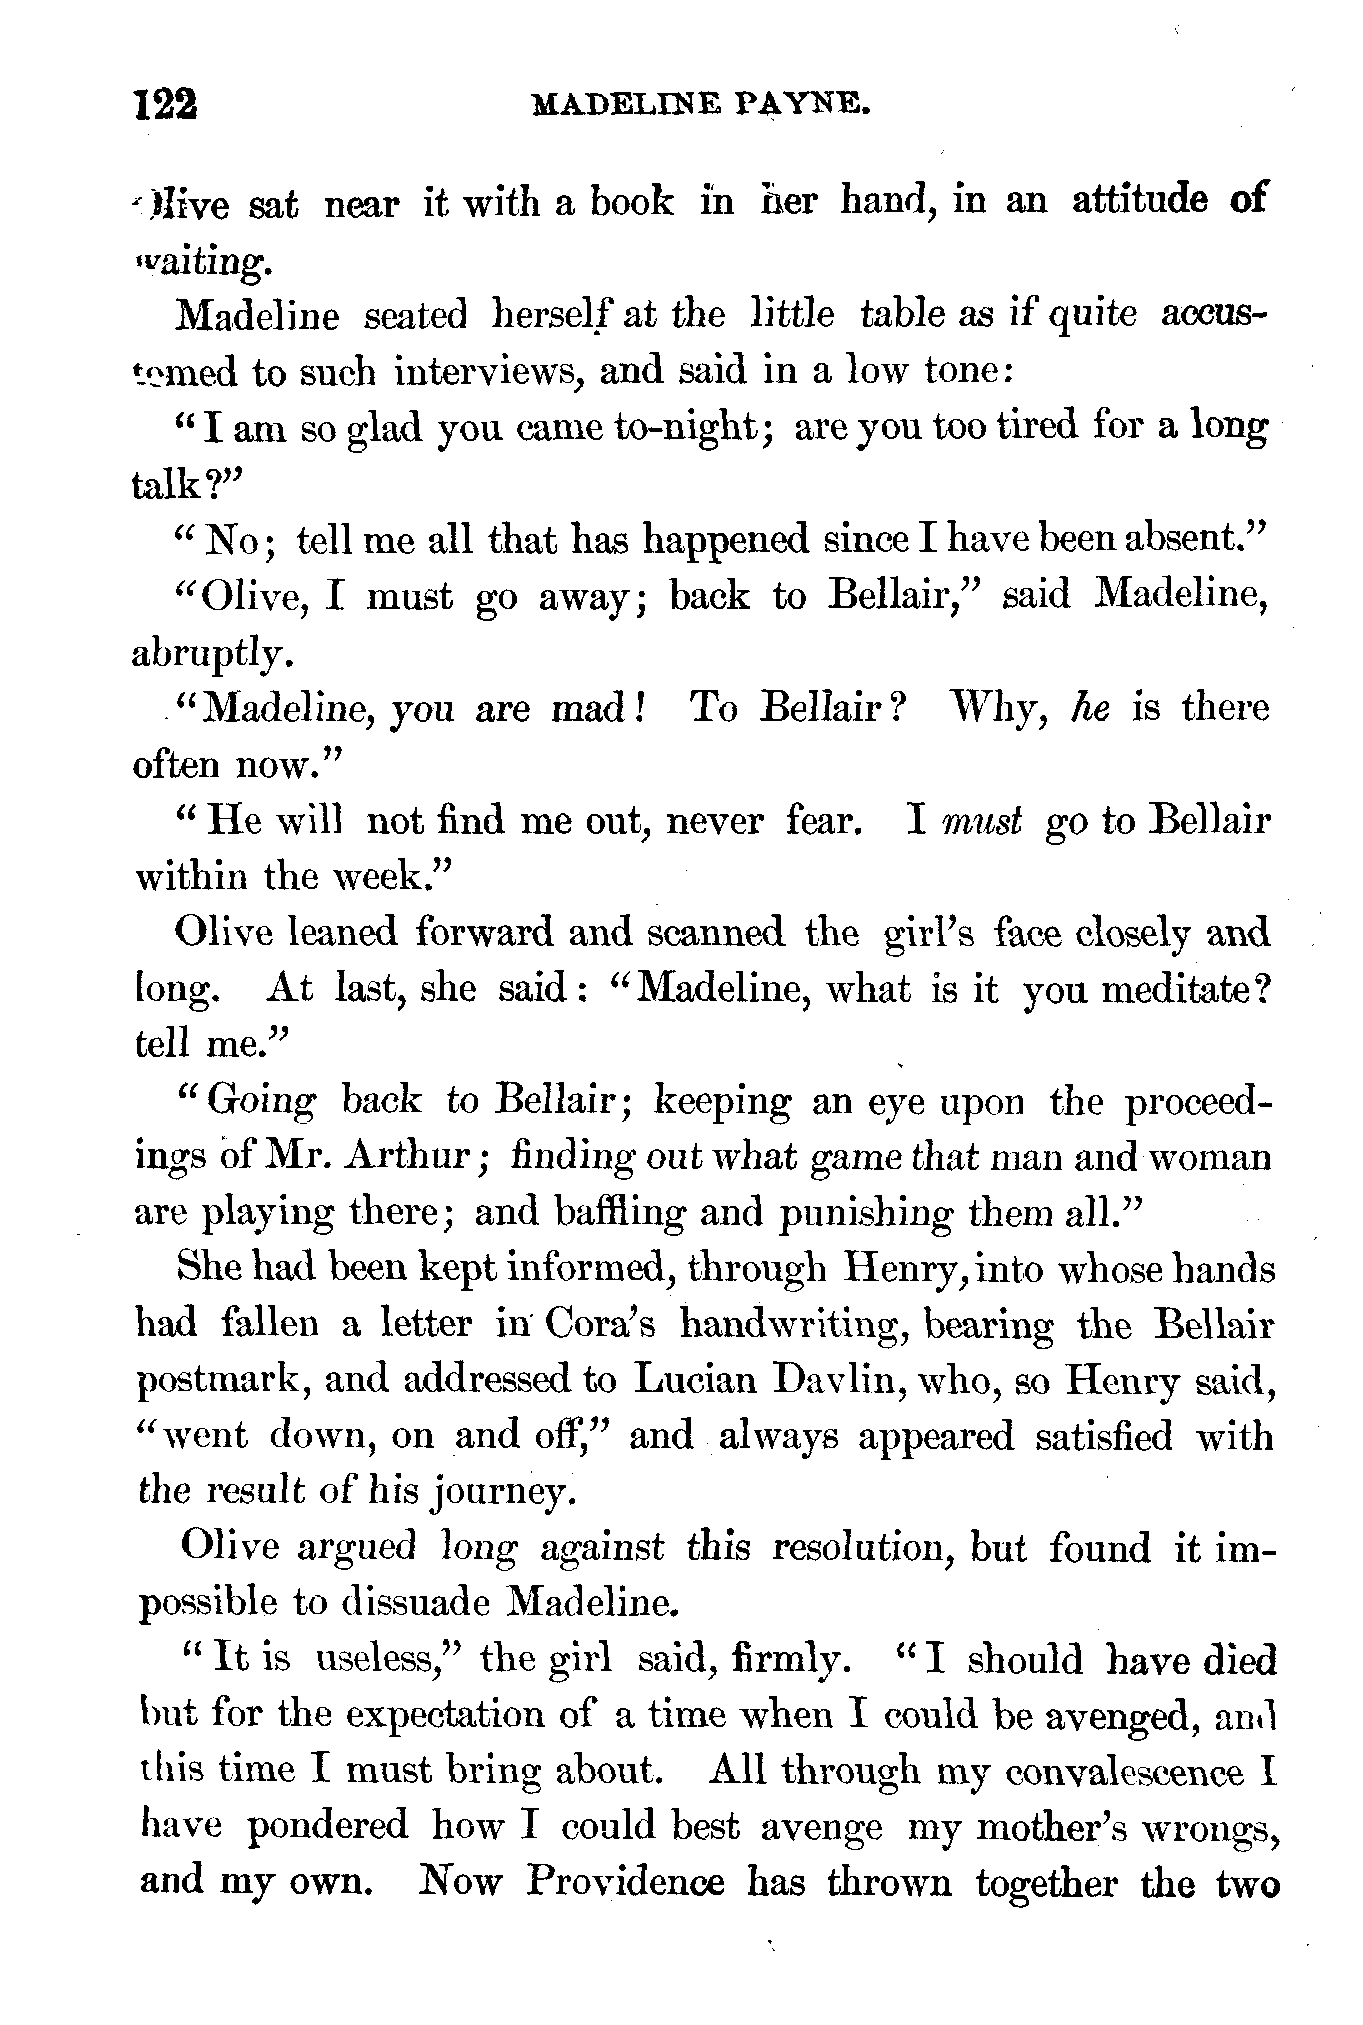 122 MADELINE PAYNE.
Olive sat near it with a book in her hand, in an attitude of
waiting.
Madeline seated herself at the little table as if quite accus-
tomed to such interviews, and said in a low tone:
"I am so glad you came to-night; are you too tired for a long
talk?"
"No; tell me all that has happened since I have been absent."
"Olive, I must go away; back to Bellair," said Madeline,
abruptly.
"Madeline, you are mad! To Bellair? Why, he is there
often now."
"He will not find me out, never fear. I must go to Bellair
within the week."
Olive leaned forward and scanned the girl's face closely and
long. At last, she said: "Madeline, what is it you meditate?
tell me."
"Going back to Bellair; keeping an eye upon the proceed-
ings of Mr. Arthur; finding out what game that man and woman
are playing there; and baffling and punishing them all."
She had been kept informed, through Henry, into whose hands
had fallen a letter in Cora's handwriting, bearing the Bellair
postmark, and addressed to Lucian Davlin, who, so Henry said,
"went down, on and off," and always appeared satisfied with
the result of his journey.
Olive argued long against this resolution, but found it im-
possible to dissuade Madeline.
"It is useless," the girl said, firmly. "I should have died
but for the expectation of a time when I could be avenged, and
this time I must bring about. All through my convalescence I
have pondered how I could best avenge my mother's wrongs,
and my own. Now Providence has thrown together the two